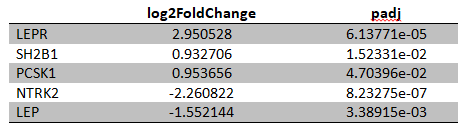 log2FoldChange padj
LEPR 2.950528 6.13771e-05
SH2B1 0.932706 1.52331e-02
PCSK1 0.953656 4.70396e-02
NTRK2 -2.260822 8.23275e-07
LEP -1.552144 3.38915e-03